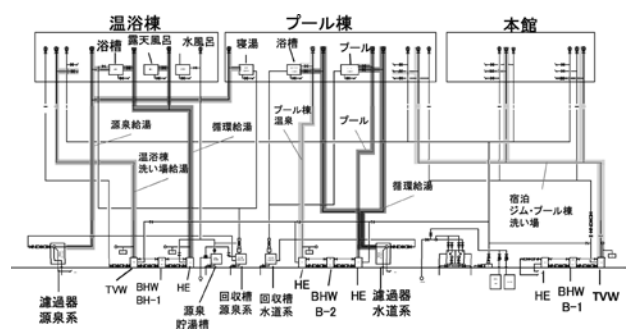 温浴棟
プール棟
本館
浴槽
露天風呂
水風呂
寝湯
浴槽
プール
源泉給湯
循環給湯
プール棟
温泉
プール
温浴棟
洗い場給湯
循環給湯
宿泊
ジム・プール棟
洗い場
濾過器
源泉系
TVW
BHW
BH-1
HE
源泉
貯湯槽
回収槽
源泉系
回収槽
水道系
HE
BHW
B-2
HE
濾過器
水道系
HE
BHW
B-1
TVW